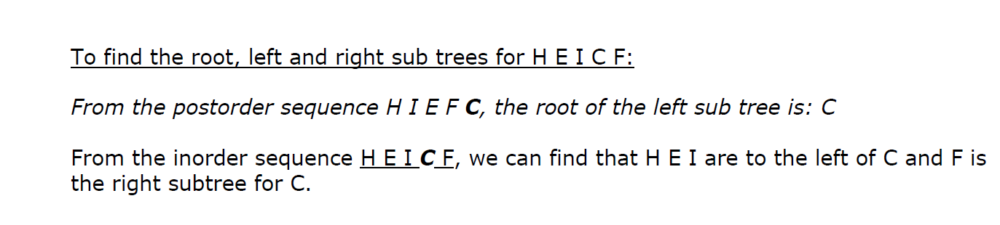 To find the root, left and right sub trees for H E I C F:
From the postorder sequence H I E F C, the root of the left sub tree is: C
From the inorder sequence H E I C F, we can find that H E I are to the left of C and F is
the right subtree for C.